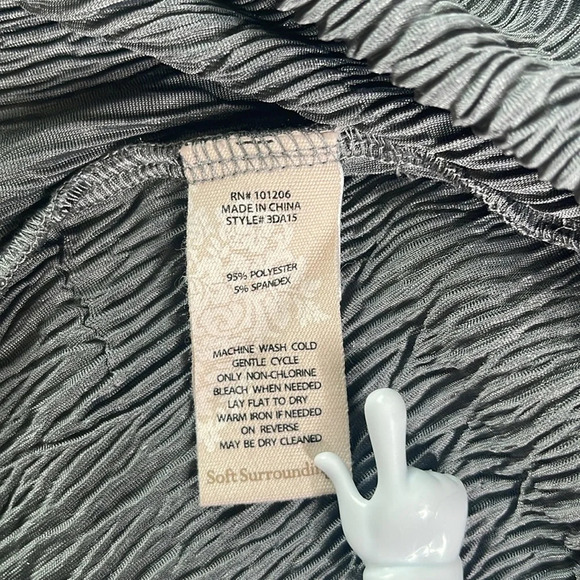 RN# 101206
MADE IN CHINA
STYLE# 3DA15
95% POLYESTER
5% SPANDEX
MACHINE WASH COLD
GENTLE CYCLE
ONLY NON-CHLORINE
BLEACH WHEN NEEDED
LAY FLAT TO DRY
WARM IRON IF NEEDED
ON REVERSE
MAY BE DRY CLEANED
Soft